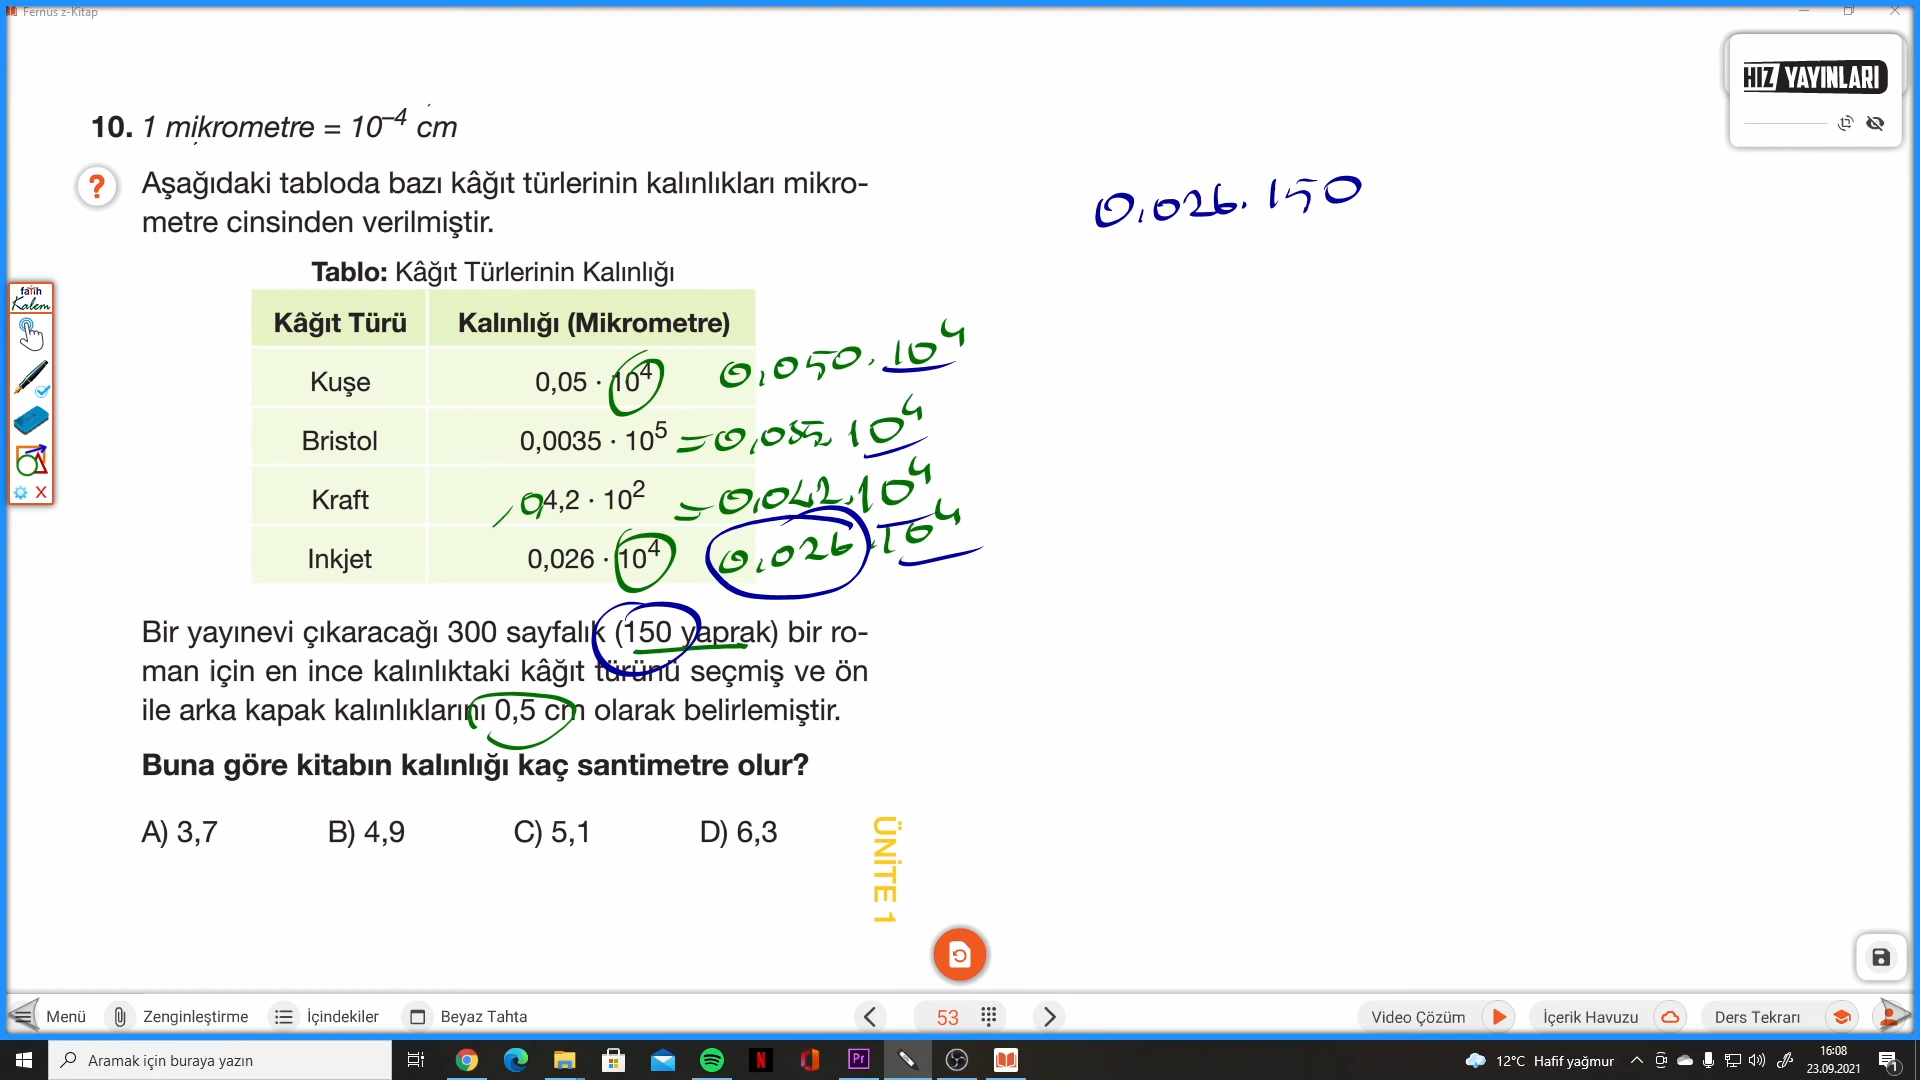 Fernus z-Kitap
HIZ YAYINLARI
10. 1 mikrometre = 10⁻⁴ cm
? Aşağıdaki tabloda bazı kâğıt türlerinin kalınlıkları mikro-
metre cinsinden verilmiştir.
0,026. 150
Tablo: Kâğıt Türlerinin Kalınlığı
Kâğıt Türü Kalınlığı (Mikrometre)
Kuşe 0,05 · 10⁴ 0,050. 10⁴
Bristol 0,0035 · 10⁵ = 0,035 10⁴
Kraft ,04,2 · 10² = 0,042.10⁴
Inkjet 0,026 · 10⁴ 0,026.10⁴
Bir yayınevi çıkaracağı 300 sayfalık (150 yaprak) bir ro-
man için en ince kalınlıktaki kâğıt türünü seçmiş ve ön
ile arka kapak kalınlıklarını 0,5 cm olarak belirlemiştir.
Buna göre kitabın kalınlığı kaç santimetre olur?
A) 3,7 B) 4,9 C) 5,1 D) 6,3
ÜNİTE 1
fatih
Kalem
Menü Zenginleştirme İçindekiler Beyaz Tahta 53 Video Çözüm İçerik Havuzu Ders Tekrarı
Aramak için buraya yazın Pr 12°C Hafif yağmur 16:08
23.09.2021 1